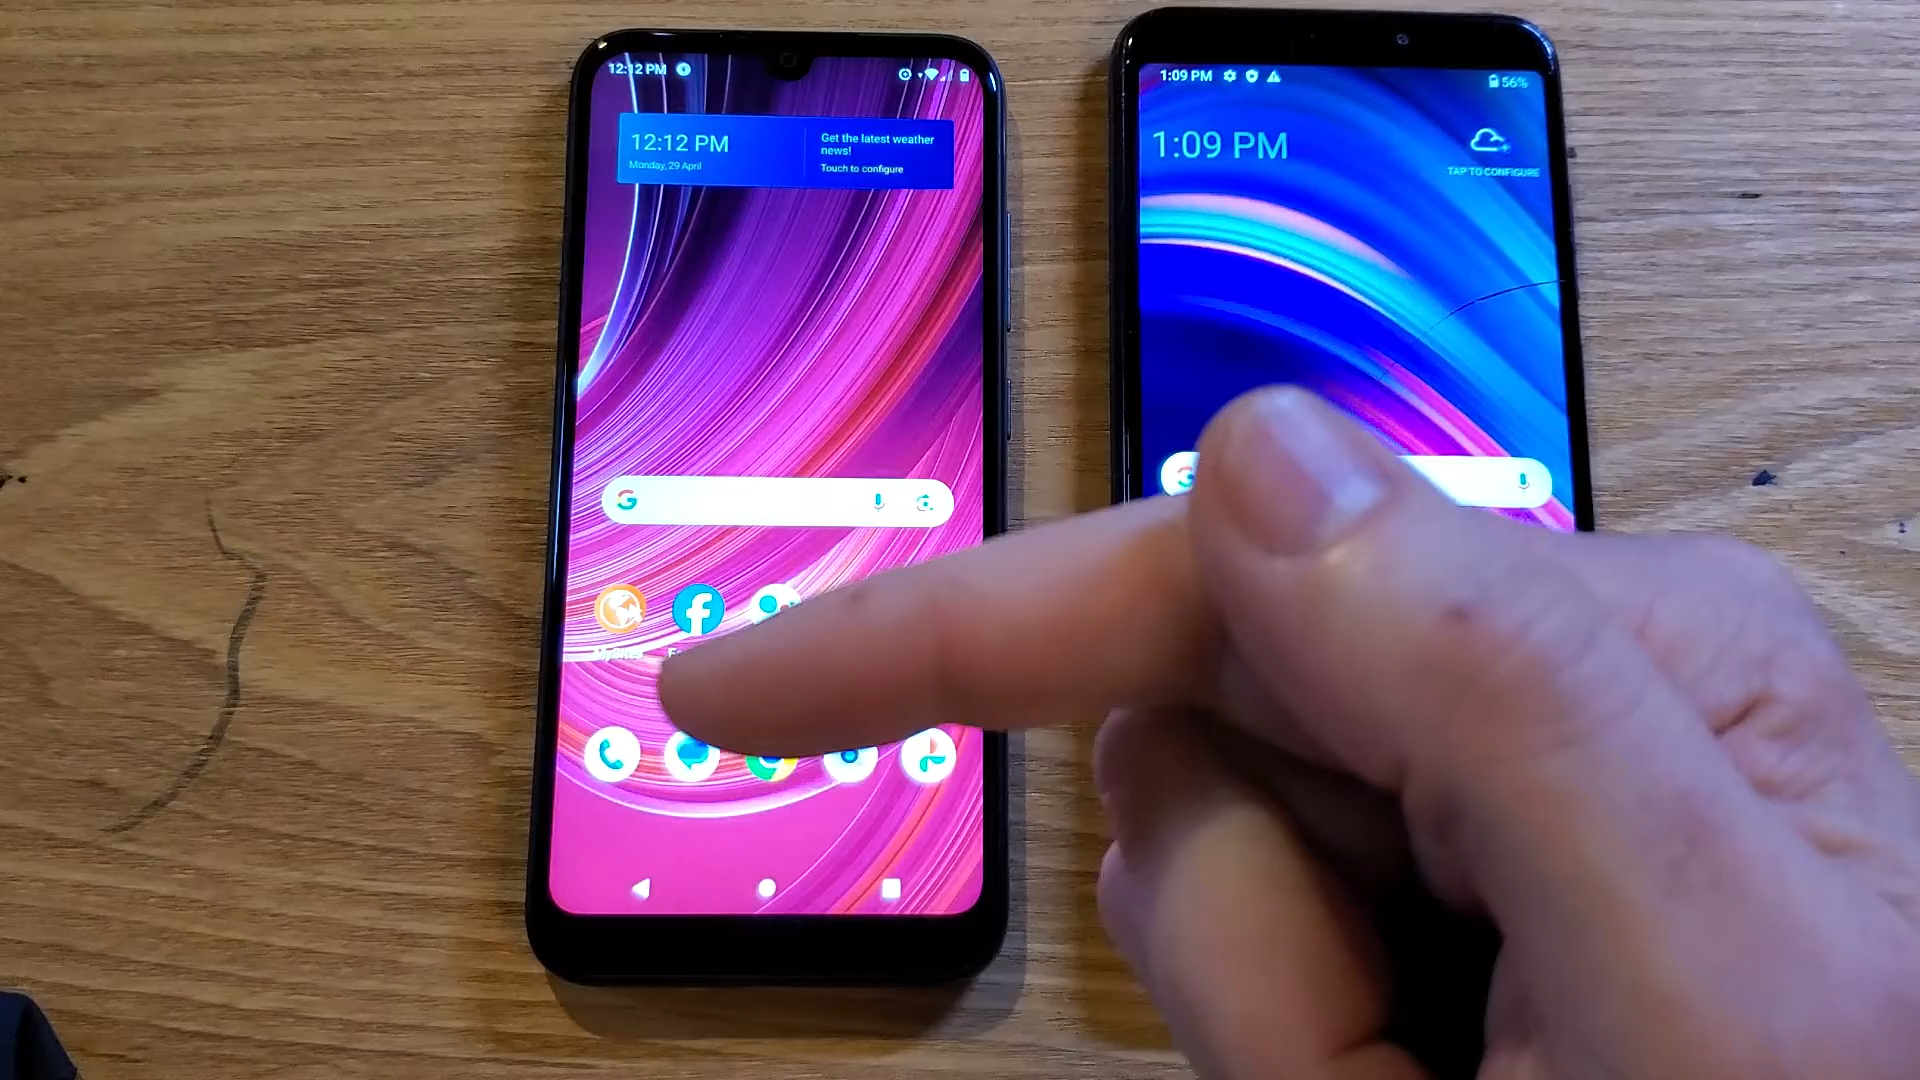 12:12 PM
12:12 PM
Monday, 29 April
Get the latest weather
news!
Touch to configure
1:09 PM
56%
1:09 PM
TAP TO CONFIGURE